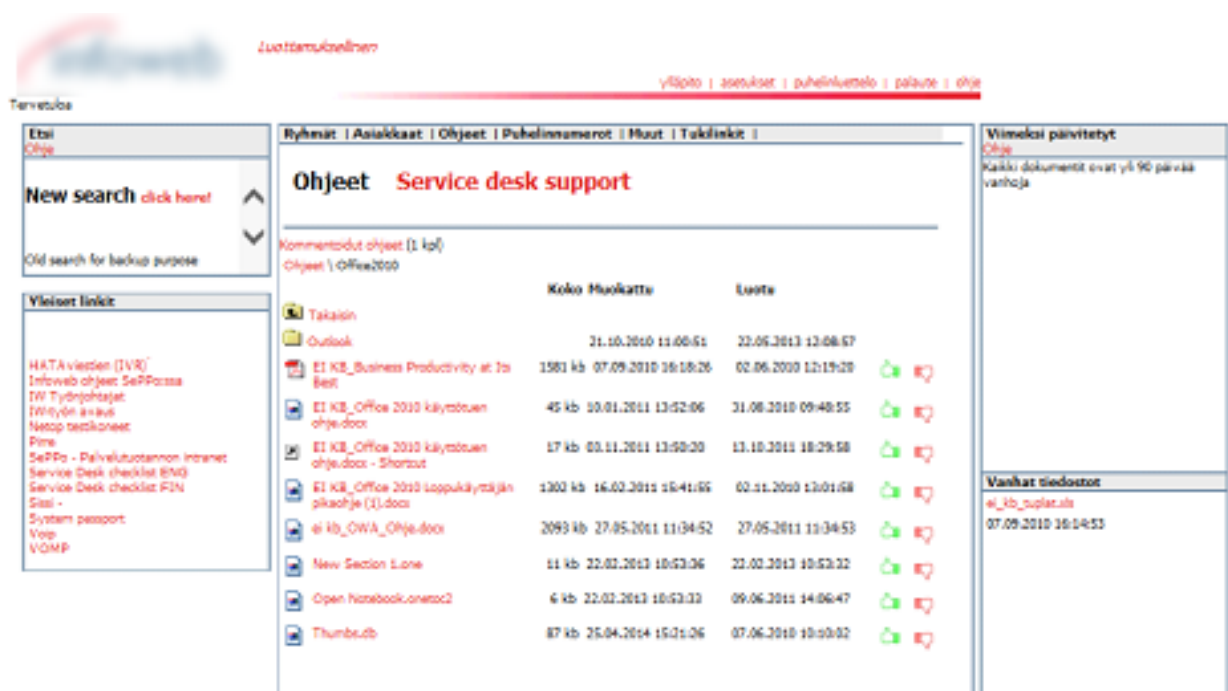 infoweb
Luottamuksellinen
ylläpito | asetukset | puhelinluettelo | palaute | ohje
Tervetuloa
Etsi
Ohje
New search click here!
Old search for backup purpose
Yleiset linkit
HATA viestien (IVR)
Infoweb ohjeet SePPo:ssa
IW Työnjohtajat
IW-työn avaus
Netop testikoneet
Pirre
SePPo - Palvelutuotannon intranet
Service Desk checklist ENG
Service Desk checklist FIN
Sissi -
System passport
Voip
VOMP
Ryhmät | Asiakkaat | Ohjeet | Puhelinnumerot | Muut | Tukilinkit |
Ohjeet Service desk support
Kommentoidut ohjeet (1 kpl)
Ohjeet \ Office2010
Koko Muokattu Luotu
Takaisin
Outlook 21.10.2010 11:00:51 22.05.2013 12:08:57
EI KB_Business Productivity at Its 1581 kb 07.09.2010 16:18:26 02.06.2010 12:19:20
Best
EI KB_Office 2010 käyttötuen 45 kb 10.01.2011 13:52:06 31.08.2010 09:48:55
ohje.docx
EI KB_Office 2010 käyttötuen 17 kb 03.11.2011 13:50:20 13.10.2011 18:29:58
ohje.docx - Shortcut
EI KB_Office 2010 Loppukäyttäjän 1302 kb 16.02.2011 15:41:55 02.11.2010 13:01:58
pikaohje (1).docx
ei kb_OWA_Ohje.docx 2093 kb 27.05.2011 11:34:52 27.05.2011 11:34:53
New Section 1.one 11 kb 22.02.2013 10:53:36 22.02.2013 10:53:32
Open Notebook.onetoc2 6 kb 22.02.2013 10:53:33 09.06.2011 14:06:47
Thumbs.db 87 kb 25.04.2014 15:21:26 07.06.2010 10:10:02
Viimeksi päivitetyt
Ohje
Kaikki dokumentit ovat yli 90 päivää
vanhoja
Vanhat tiedostot
ei_kb_tuplat.xls
07.09.2010 16:14:53